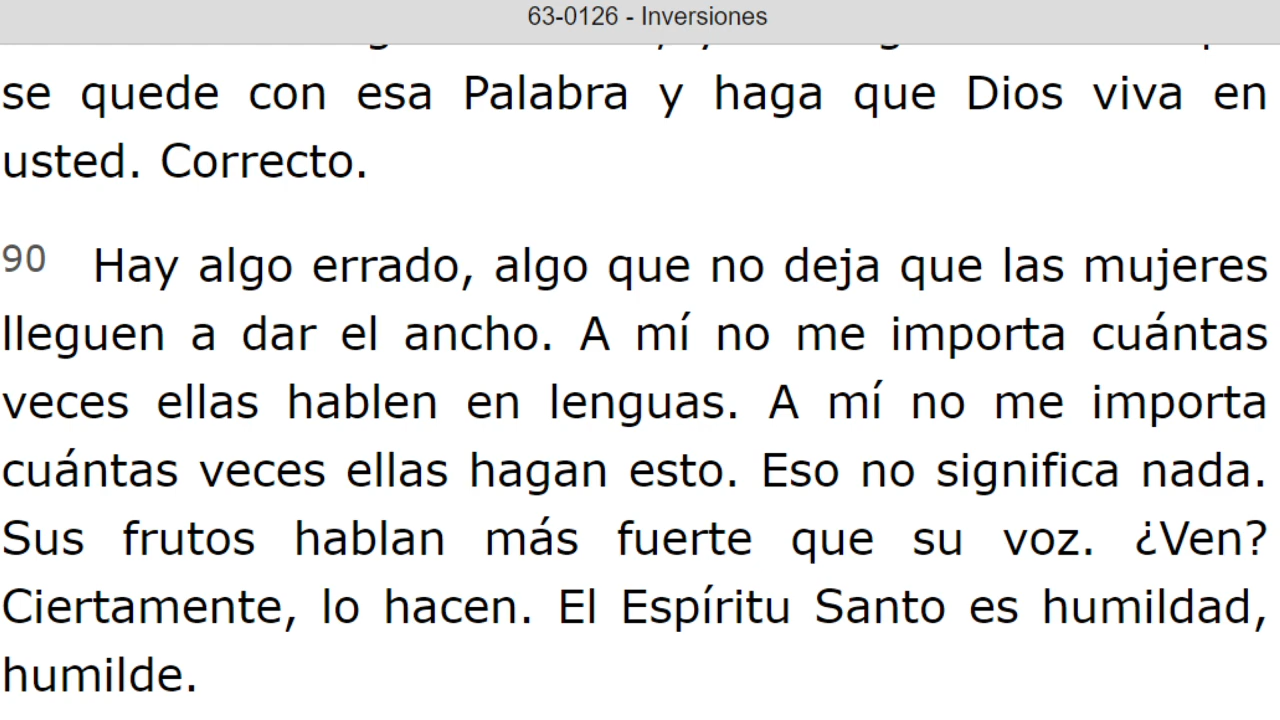 63-0126 - Inversiones
se quede con esa Palabra y haga que Dios viva en
usted. Correcto.
90 Hay algo errado, algo que no deja que las mujeres
lleguen a dar el ancho. A mí no me importa cuántas
veces ellas hablen en lenguas. A mí no me importa
cuántas veces ellas hagan esto. Eso no significa nada.
Sus frutos hablan más fuerte que su voz. ¿Ven?
Ciertamente, lo hacen. El Espíritu Santo es humildad,
humilde.